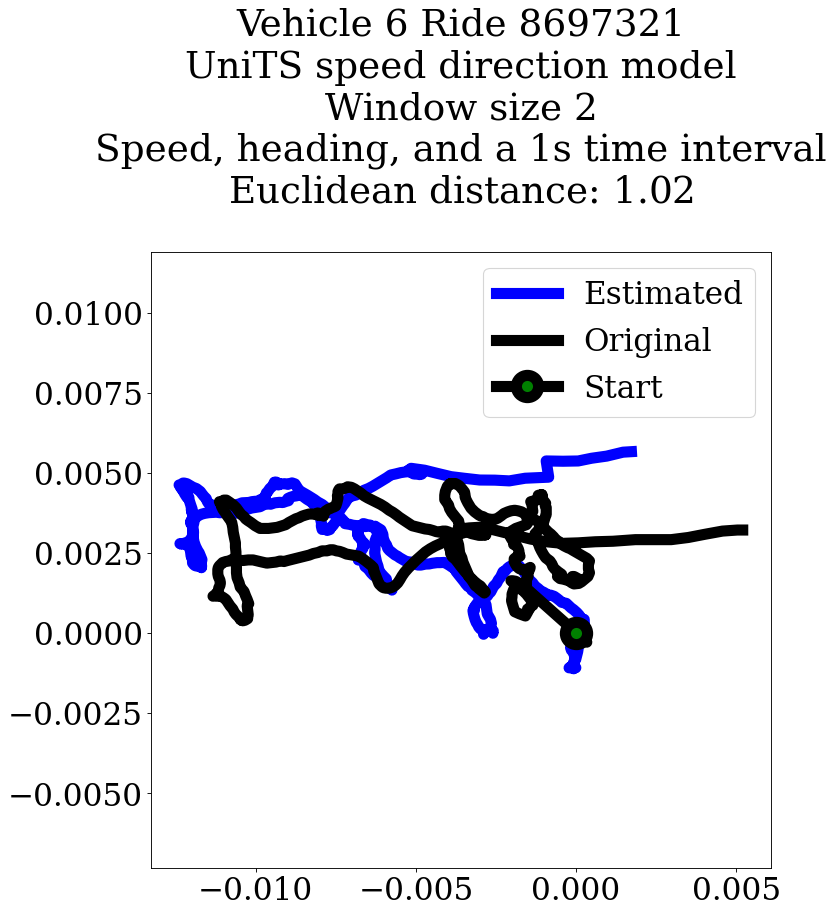 Vehicle 6 Ride 8697321
UniTS speed direction model
Window size 2
Speed, heading, and a 1s time interval
Euclidean distance: 1.02
Estimated
Original
Start
0.0100
0.0075
0.0050
0.0025
0.0000
−0.0025
−0.0050
−0.010 −0.005 0.000 0.005